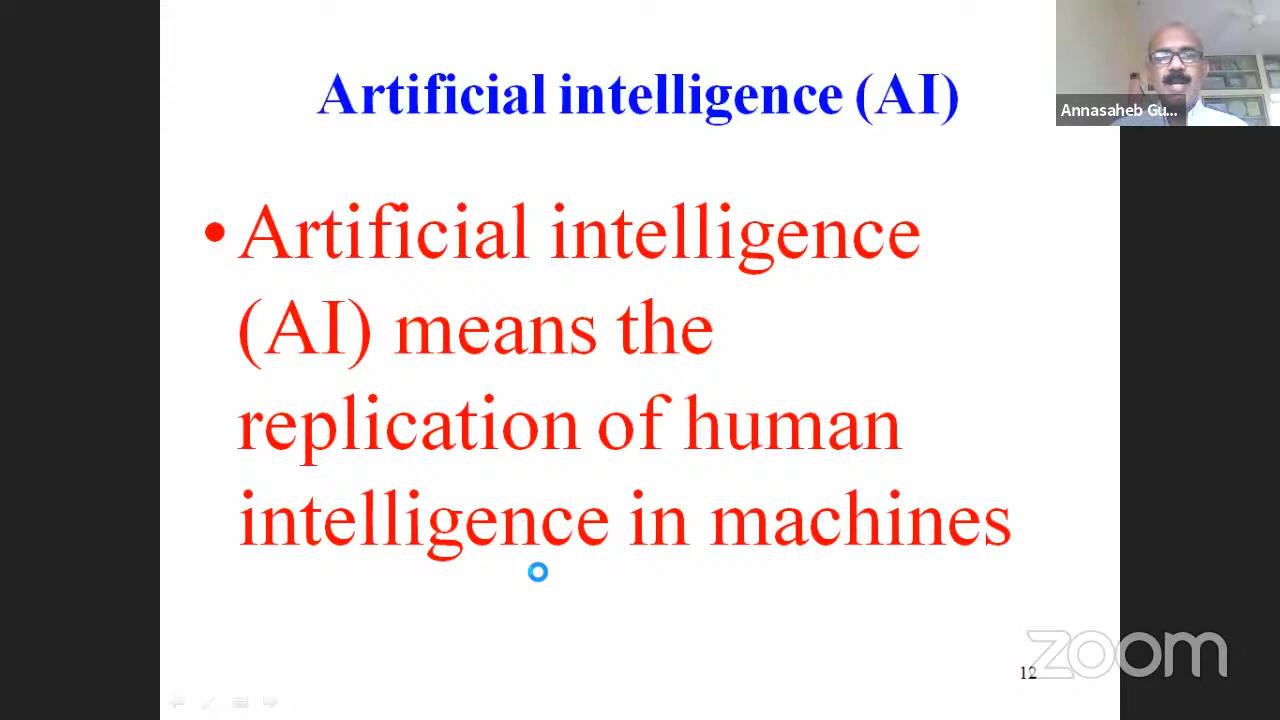 Artificial intelligence (AI)
Annasaheb Gu...
• Artificial intelligence
(AI) means the
replication of human
intelligence in machines
12
zoom